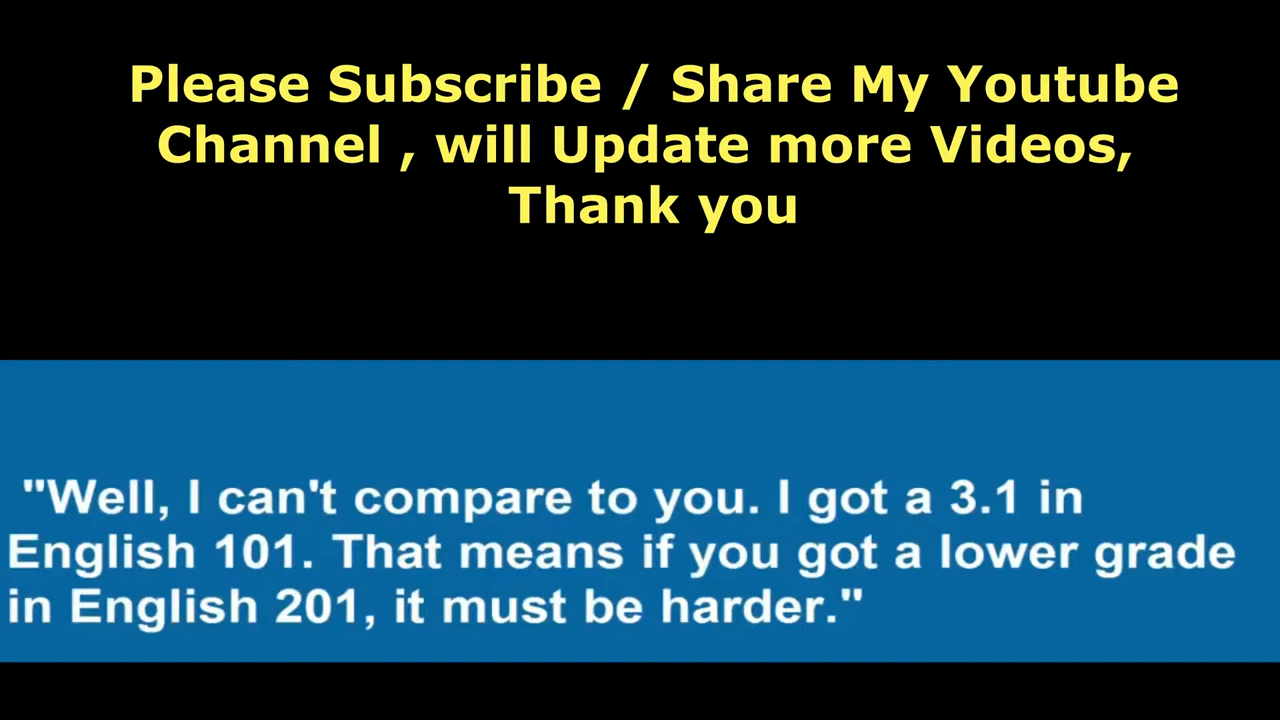 Please Subscribe / Share My Youtube
Channel , will Update more Videos,
Thank you
"Well, I can't compare to you. I got a 3.1 in
English 101. That means if you got a lower grade
in English 201, it must be harder."